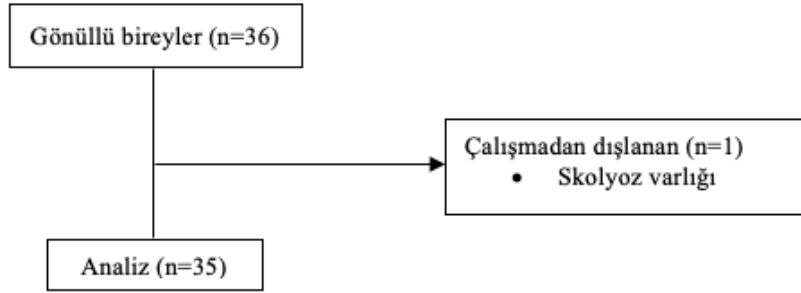 Gönüllü bireyler (n=36)
Çalışmadan dışlanan (n=1)
• Skolyoz varlığı
Analiz (n=35)